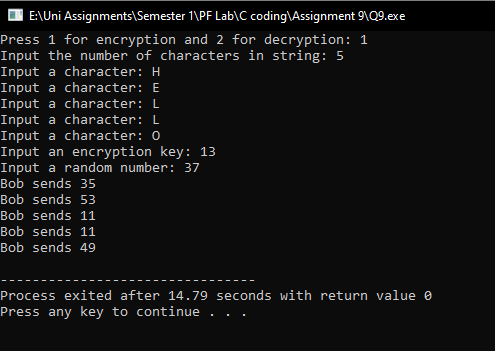 E:\Uni Assignments\Semester 1\PF Lab\C coding\Assignment 9\Q9.exe
Press 1 for encryption and 2 for decryption: 1
Input the number of characters in string: 5
Input a character: H
Input a character: E
Input a character: L
Input a character: L
Input a character: O
Input an encryption key: 13
Input a random number: 37
Bob sends 35
Bob sends 53
Bob sends 11
Bob sends 11
Bob sends 49
--------------------------------
Process exited after 14.79 seconds with return value 0
Press any key to continue . . .